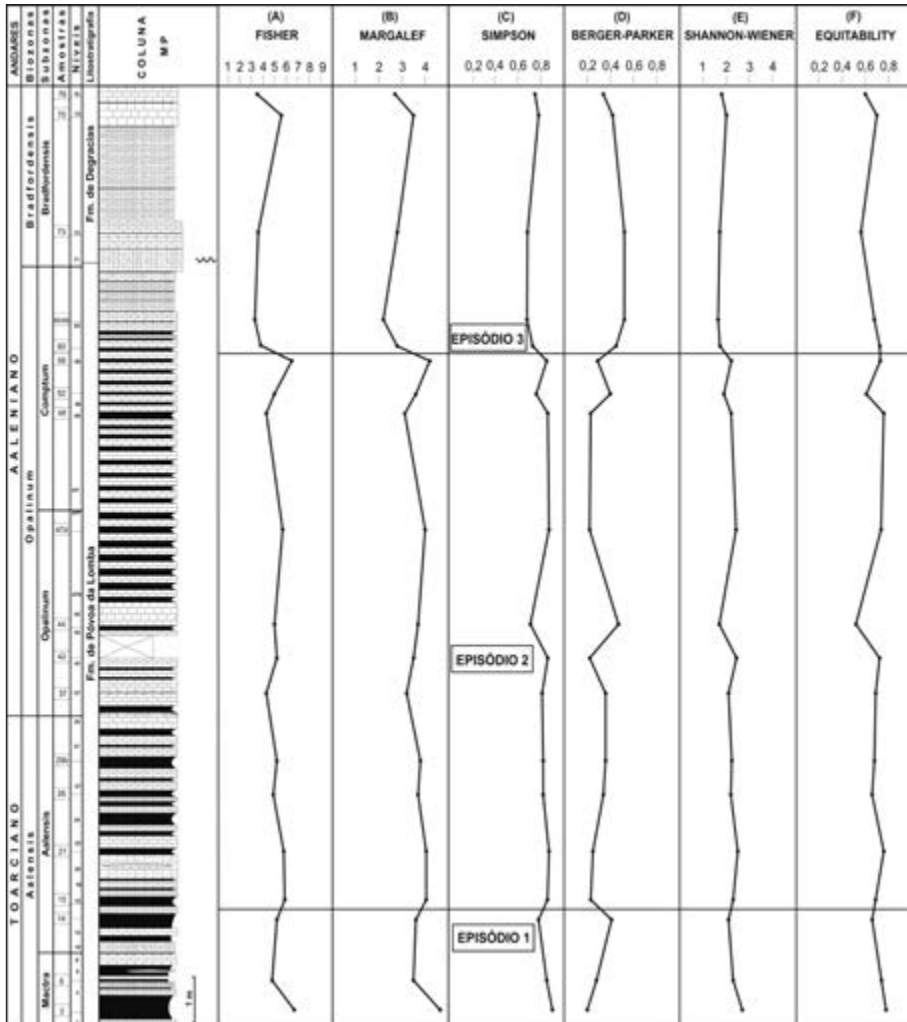 ANDARES
Biozonas
Subzonas
Amostras
Níveis
Litostratigrafia
COLUNA
MP
(A)
FISHER
1 2 3 4 5 6 7 8 9
(B)
MARGALEF
1 2 3 4
(C)
SIMPSON
0,2 0,4 0,6 0,8
(D)
BERGER-PARKER
0,2 0,4 0,6 0,8
(E)
SHANNON-WIENER
1 2 3 4
(F)
EQUITABILITY
0,2 0,4 0,6 0,8
AALENIANO
TOARCIANO
Bradfordensis
Opalinum
Aalensis
Bradfordensis
Comptum
Opalinum
Aalensis
Mactra
Fm. de Degracias
Fm. de Póvoa da Lomba
EPISÓDIO 3
EPISÓDIO 2
EPISÓDIO 1
1 m